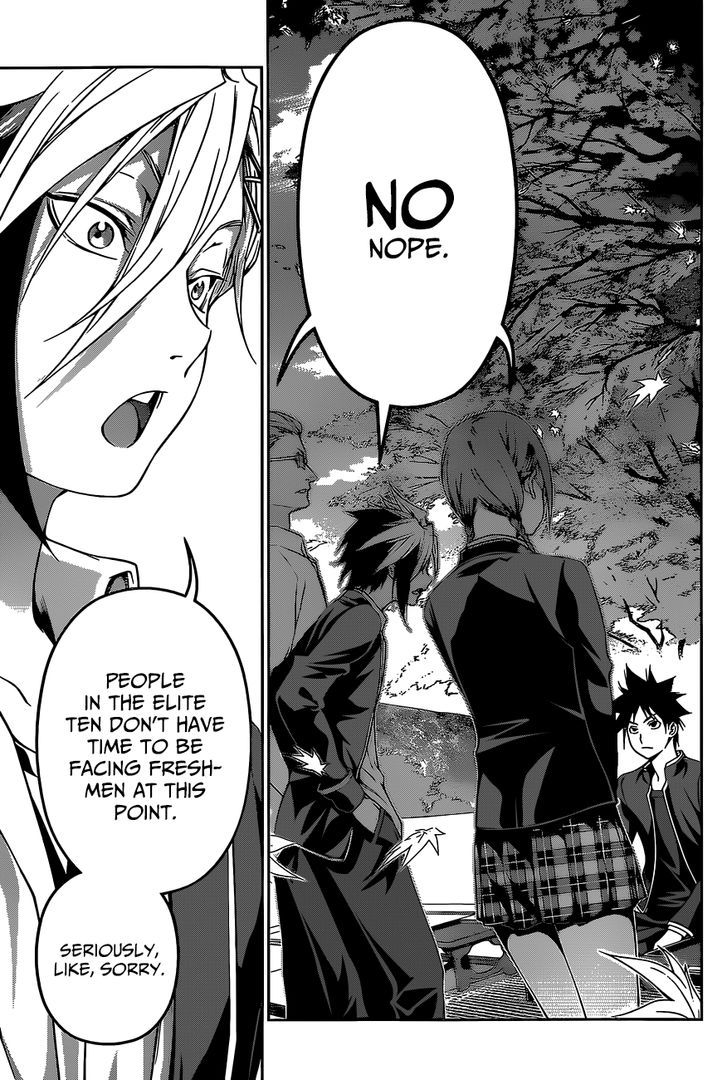 NO
NOPE.
PEOPLE
IN THE ELITE
TEN DON'T HAVE
TIME TO BE
FACING FRESH-
MEN AT THIS
POINT.
SERIOUSLY,
LIKE, SORRY.